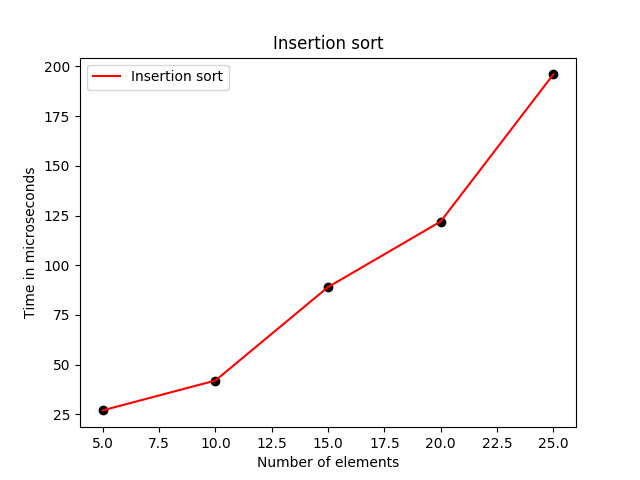 Insertion sort
Insertion sort
200
175
150
125
100
75
50
25
Time in microseconds
5.0 7.5 10.0 12.5 15.0 17.5 20.0 22.5 25.0
Number of elements